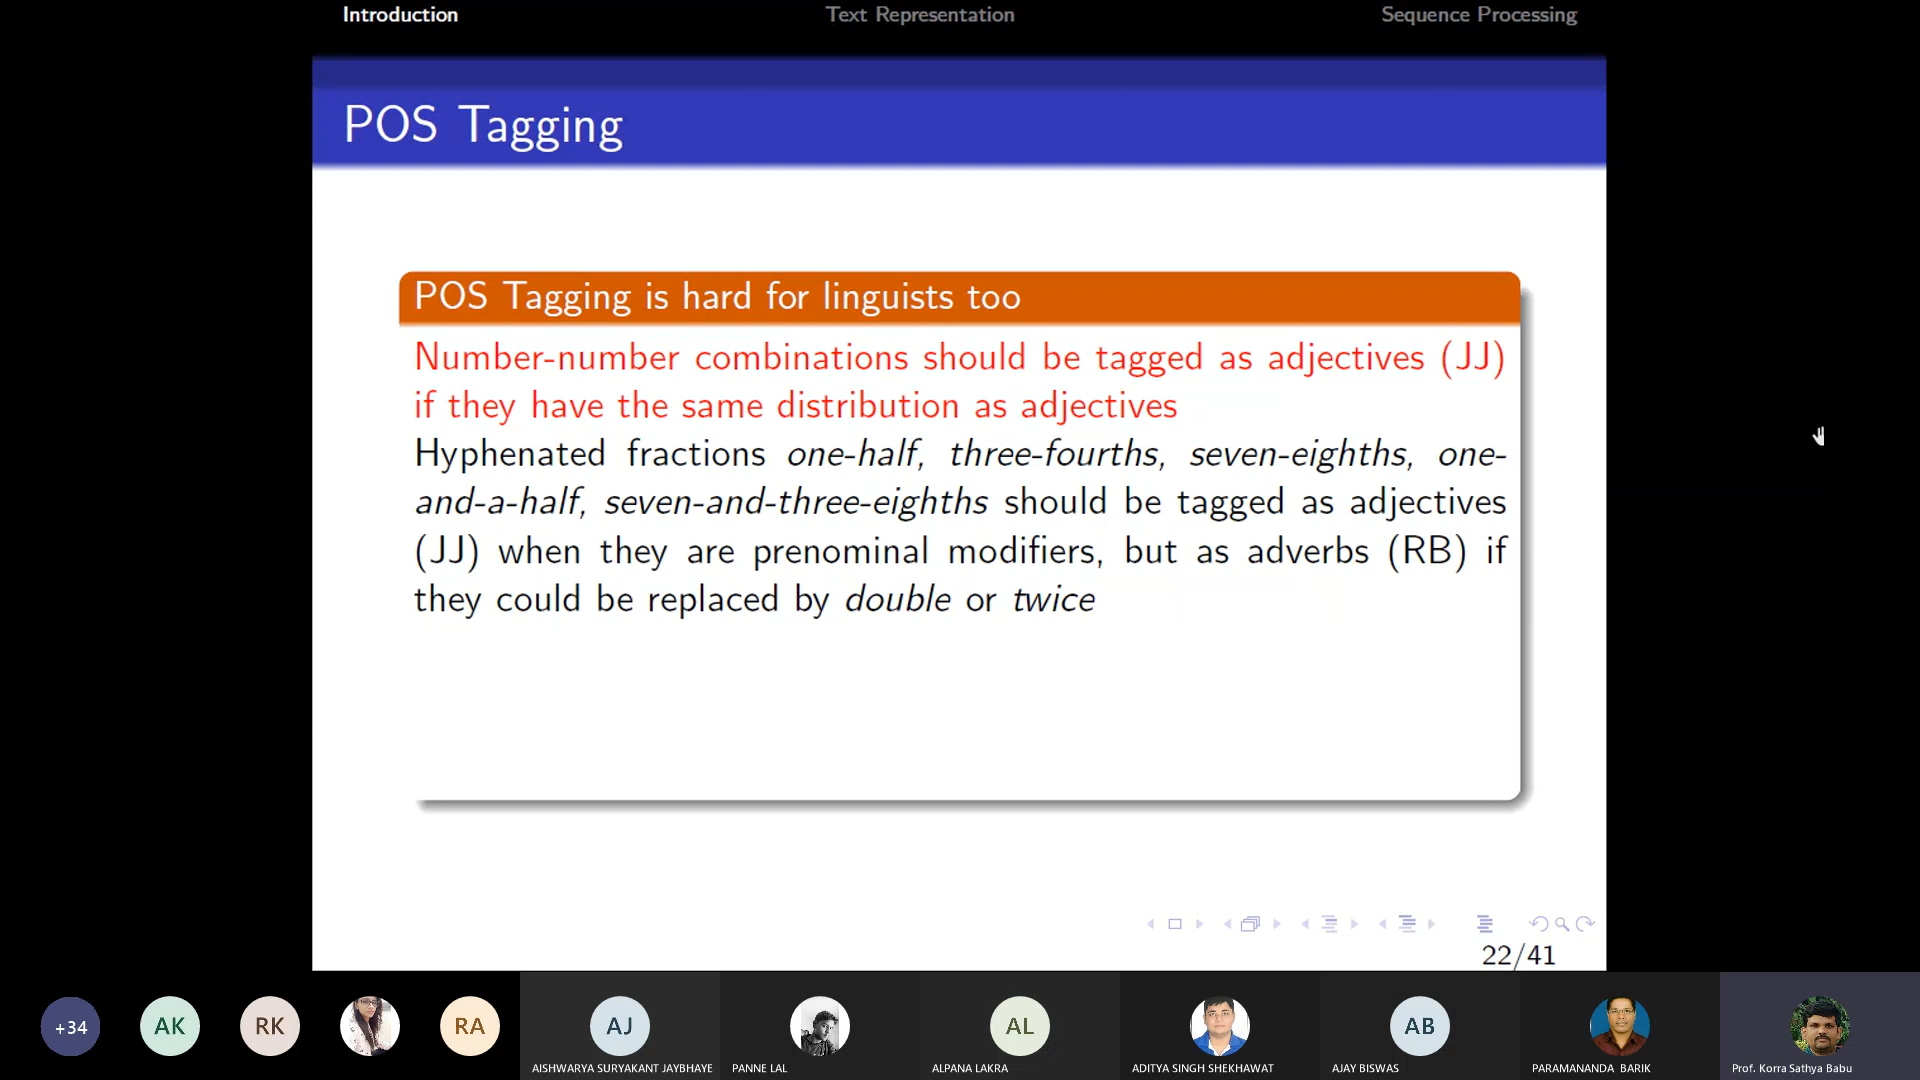 Introduction Text Representation Sequence Processing
POS Tagging
POS Tagging is hard for linguists too
Number-number combinations should be tagged as adjectives (JJ)
if they have the same distribution as adjectives
Hyphenated fractions one-half, three-fourths, seven-eighths, one-
and-a-half, seven-and-three-eighths should be tagged as adjectives
(JJ) when they are prenominal modifiers, but as adverbs (RB) if
they could be replaced by double or twice
22/41
+34 AK RK RA AJ AL AB
AISHWARYA SURYAKANT JAYBHAYE PANNE LAL ALPANA LAKRA ADITYA SINGH SHEKHAWAT AJAY BISWAS PARAMANANDA BARIK Prof. Korra Sathya Babu